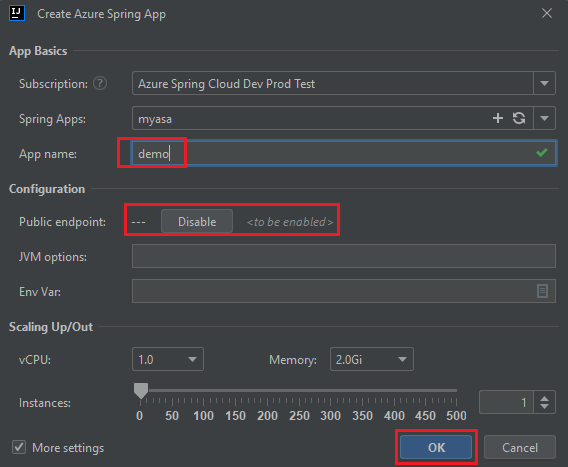 IJ Create Azure Spring App
App Basics
Subscription: ? Azure Spring Cloud Dev Prod Test
Spring Apps: myasa
App name: demo
Configuration
Public endpoint: --- Disable <to be enabled>
JVM options:
Env Var:
Scaling Up/Out
vCPU: 1.0 Memory: 2.0Gi
Instances: 1
0 50 100 150 200 250 300 350 400 450 500
More settings OK Cancel